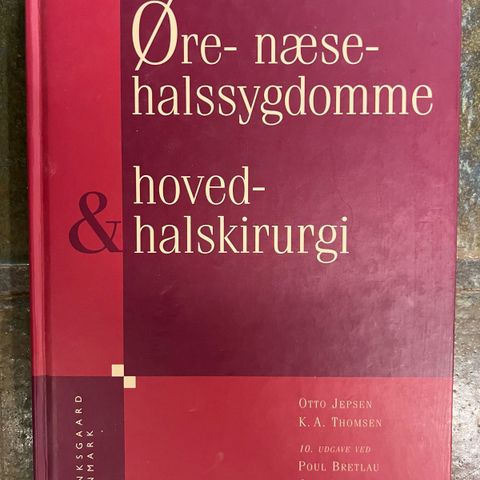 Øre- næse-
halssygdomme
&
hoved-
halskirurgi
OTTO JEPSEN
K. A. THOMSEN
10. UDGAVE VED
POUL BRETLAU